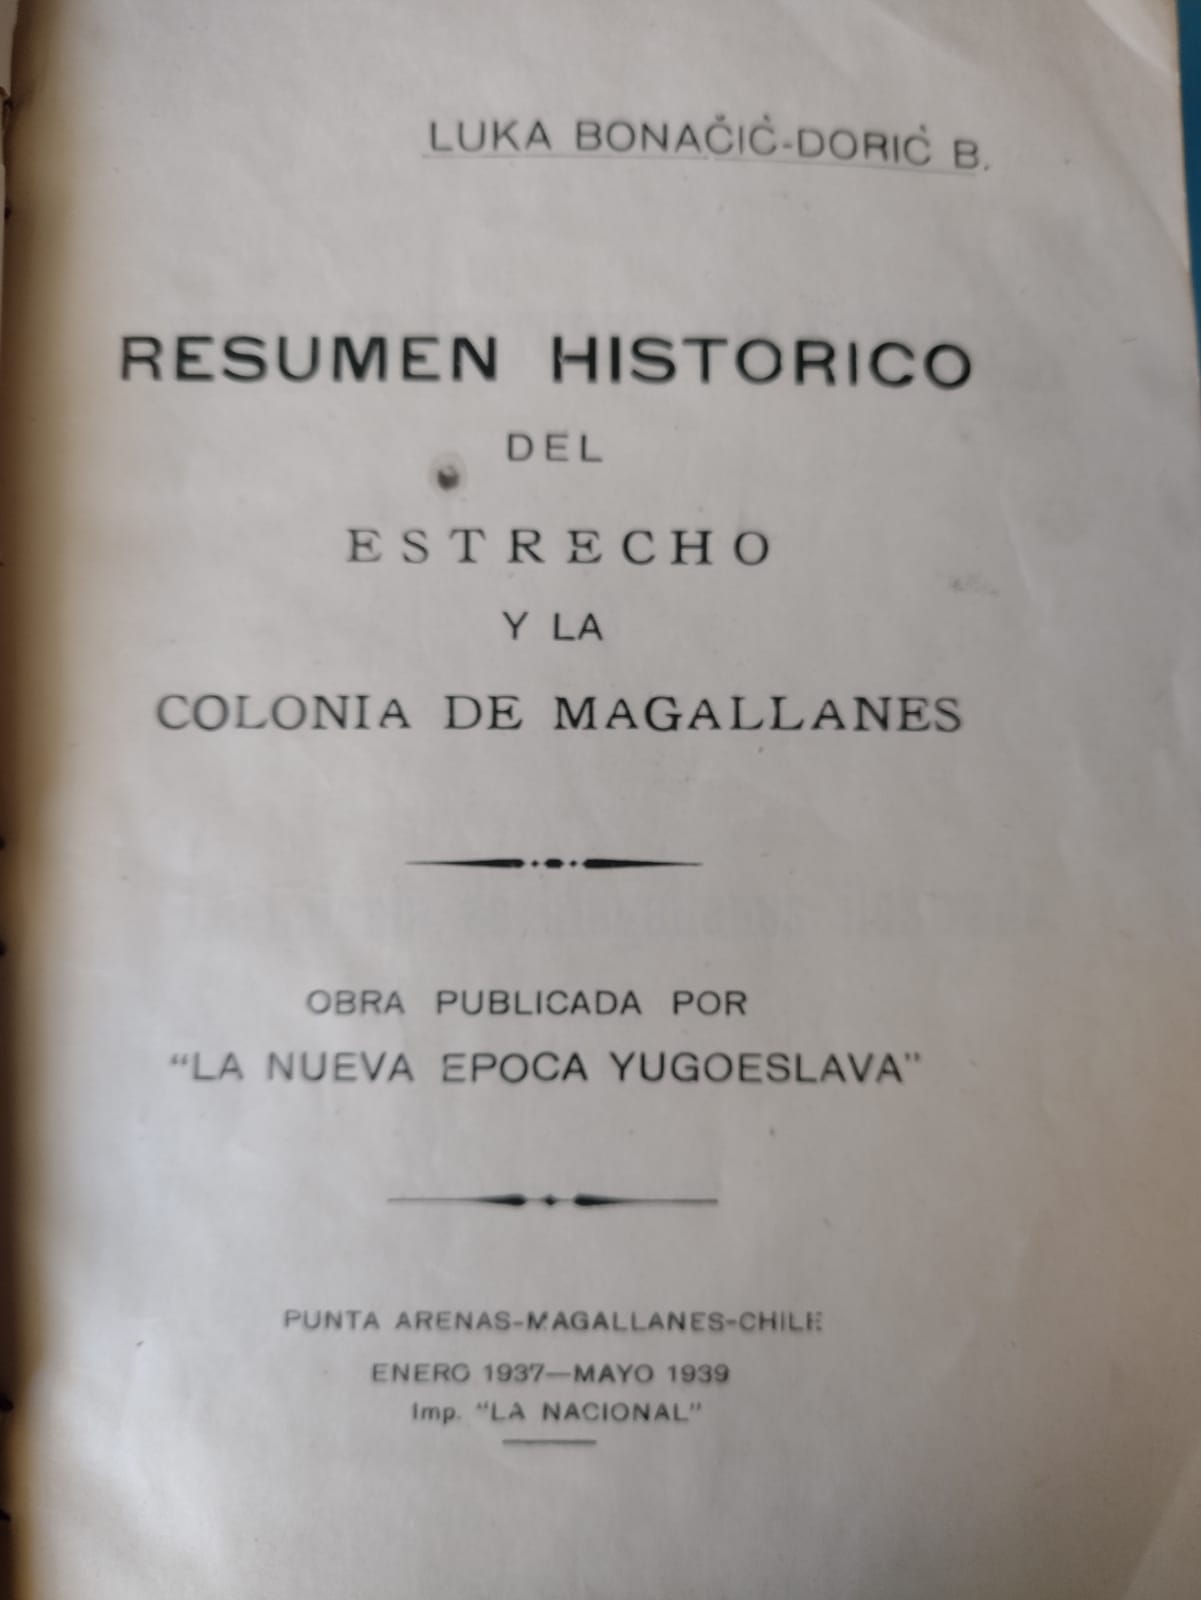 LUKA BONAČIĆ-DORIĆ B.
RESUMEN HISTORICO
DEL
ESTRECHO
Y LA
COLONIA DE MAGALLANES
OBRA PUBLICADA POR
“LA NUEVA EPOCA YUGOESLAVA”
PUNTA ARENAS-MAGALLANES-CHILE
ENERO 1937—MAYO 1939
Imp. “LA NACIONAL”